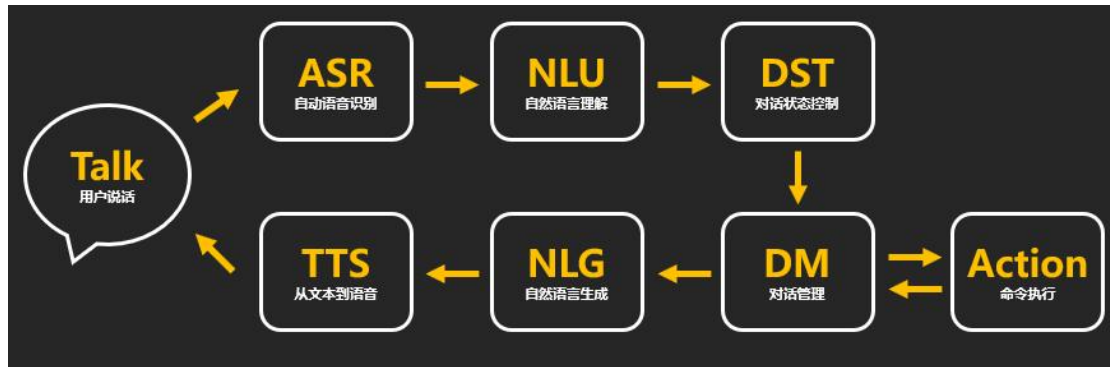 ASR
自动语音识别
NLU
自然语言理解
DST
对话状态控制
Talk
用户说话
TTS
从文本到语音
NLG
自然语言生成
DM
对话管理
Action
命令执行